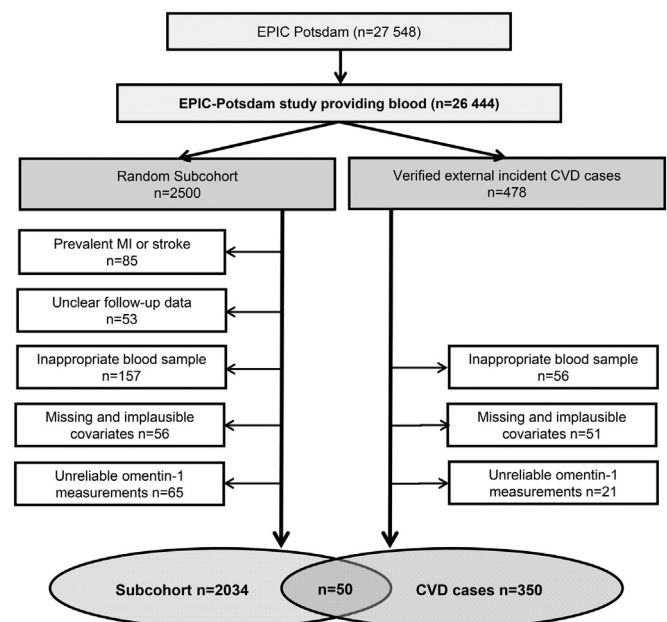 EPIC Potsdam (n=27 548)
EPIC-Potsdam study providing blood (n=26 444)
Random Subcohort
n=2500
Verified external incident CVD cases
n=478
Prevalent MI or stroke
n=85
Unclear follow-up data
n=53
Inappropriate blood sample
n=157
Inappropriate blood sample
n=56
Missing and implausible
covariates n=56
Missing and implausible
covariates n=51
Unreliable omentin-1
measurements n=65
Unreliable omentin-1
measurements n=21
Subcohort n=2034
n=50
CVD cases n=350